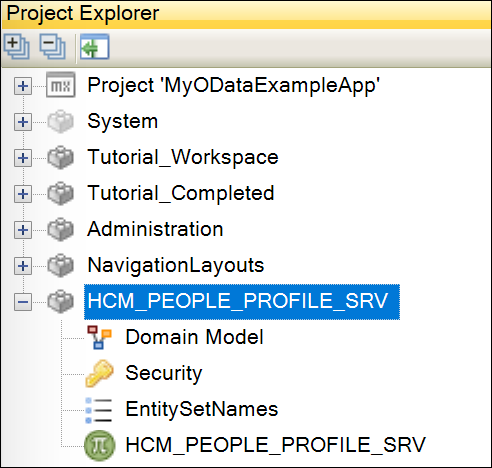 Project Explorer
mx Project 'MyODataExampleApp'
System
Tutorial_Workspace
Tutorial_Completed
Administration
NavigationLayouts
HCM_PEOPLE_PROFILE_SRV
Domain Model
Security
EntitySetNames
π HCM_PEOPLE_PROFILE_SRV